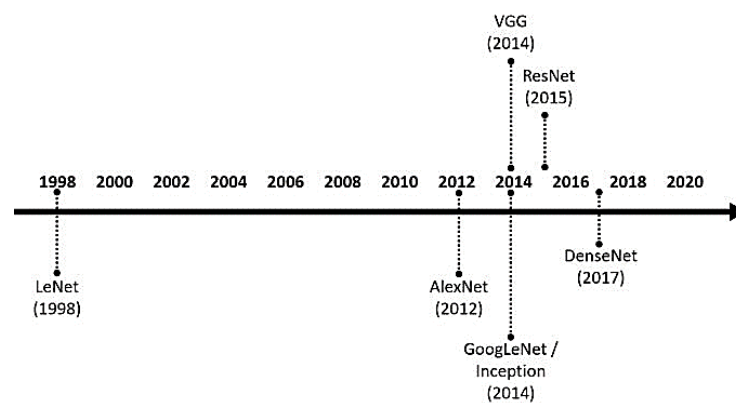 VGG
(2014)
ResNet
(2015)
1998 2000 2002 2004 2006 2008 2010 2012 2014 2016 2018 2020
LeNet
(1998)
AlexNet
(2012)
DenseNet
(2017)
GoogLeNet /
Inception
(2014)